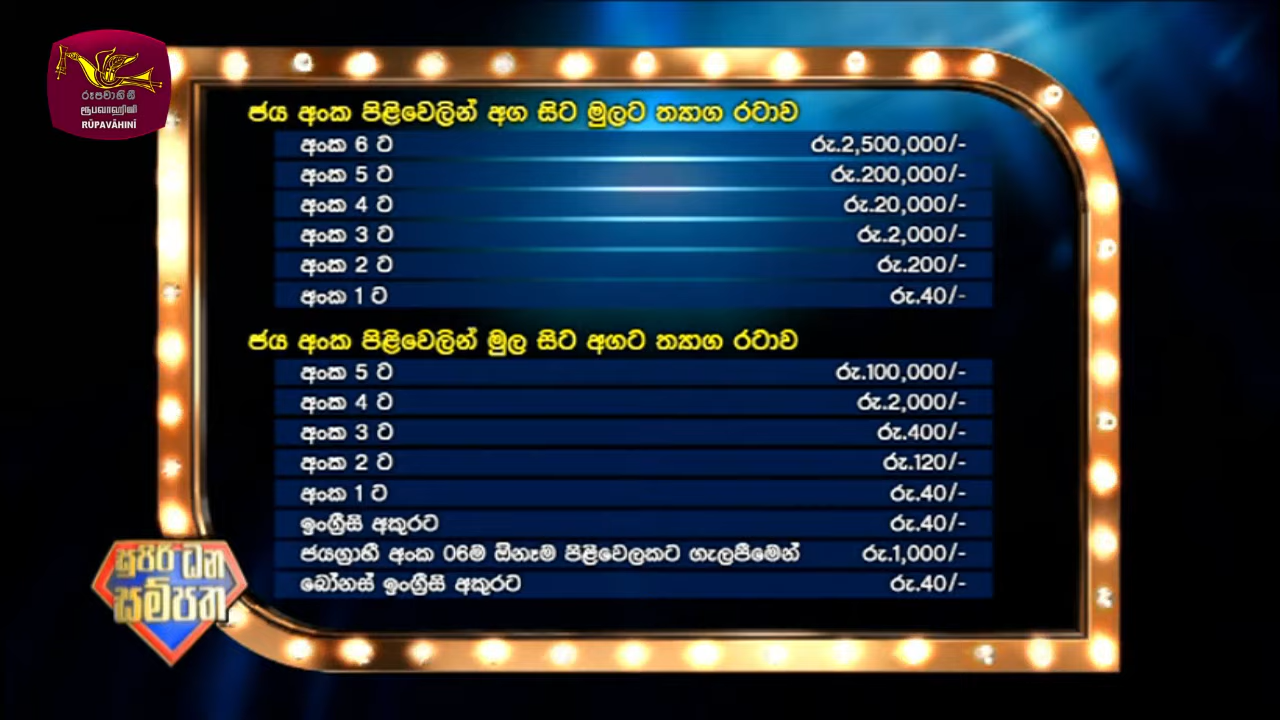 රූපවාහිනී
ரூபவாஹினி
RŪPAVĀHINĪ
ජය අංක පිළිවෙලින් අග සිට මුලට ත්‍යාග රටාව
අංක 6 ට රු.2,500,000/-
අංක 5 ට රු.200,000/-
අංක 4 ට රු.20,000/-
අංක 3 ට රු.2,000/-
අංක 2 ට රු.200/-
අංක 1 ට රු.40/-
ජය අංක පිළිවෙලින් මුල සිට අගට ත්‍යාග රටාව
අංක 5 ට රු.100,000/-
අංක 4 ට රු.2,000/-
අංක 3 ට රු.400/-
අංක 2 ට රු.120/-
අංක 1 ට රු.40/-
ඉංග්‍රීසි අකුරට රු.40/-
ජයග්‍රාහී අංක 06ම ඕනෑම පිළිවෙලකට ගැලපීමෙන් රු.1,000/-
බෝනස් ඉංග්‍රීසි අකුරට රු.40/-
සුපිරි ධන
සම්පත